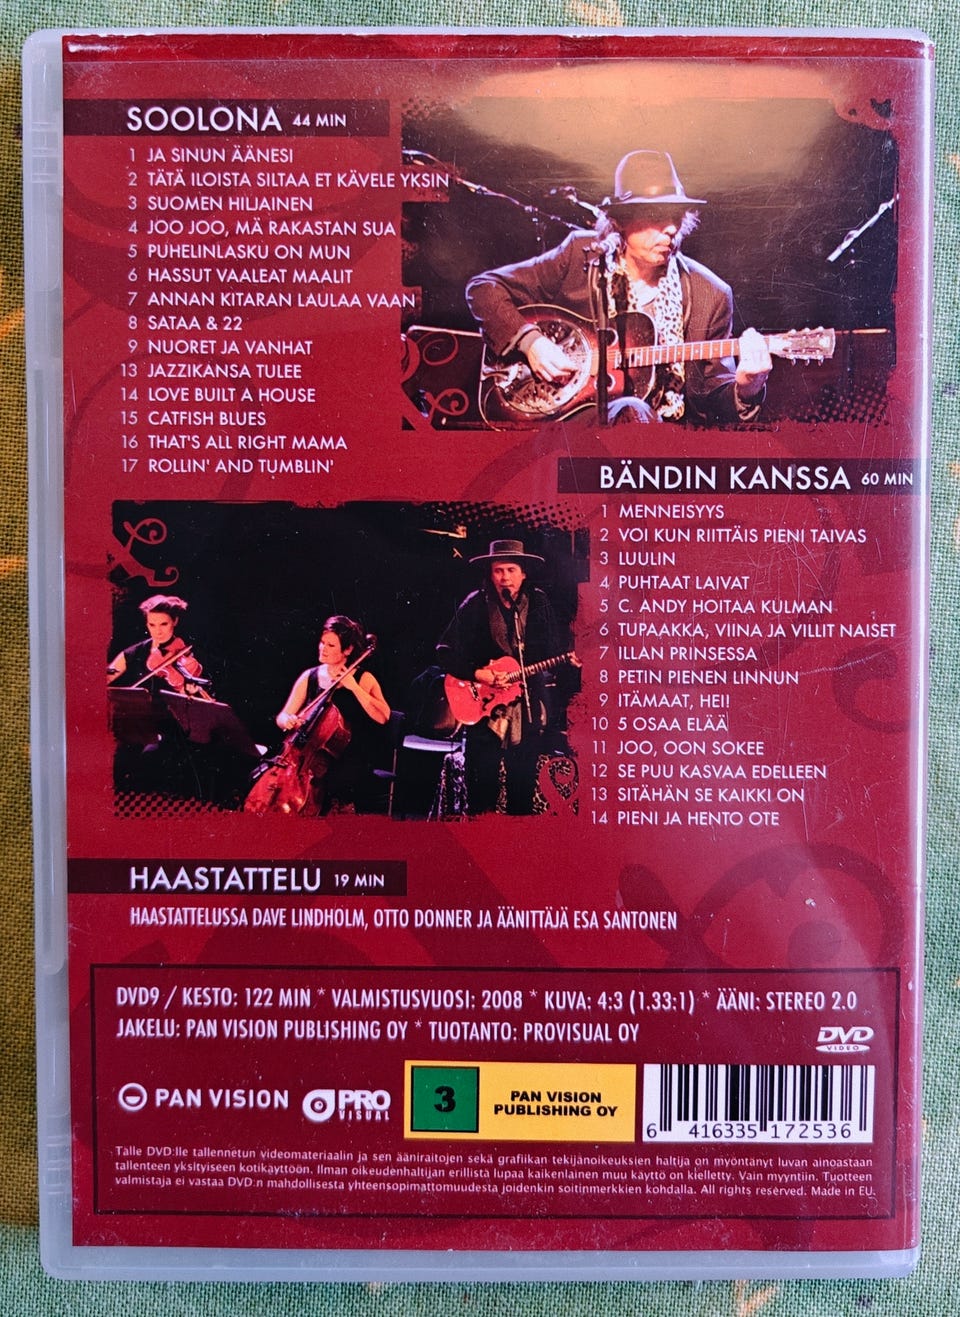 SOOLONA 44 MIN
1 JA SINUN ÄÄNESI
2 TÄTÄ ILOISTA SILTAA ET KÄVELE YKSIN
3 SUOMEN HILJAINEN
4 JOO JOO, MÄ RAKASTAN SUA
5 PUHELINLASKU ON MUN
6 HASSUT VAALEAT MAALIT
7 ANNAN KITARAN LAULAA VAAN
8 SATAA & 22
9 NUORET JA VANHAT
13 JAZZIKANSA TULEE
14 LOVE BUILT A HOUSE
15 CATFISH BLUES
16 THAT'S ALL RIGHT MAMA
17 ROLLIN' AND TUMBLIN'
BÄNDIN KANSSA 60 MIN
1 MENNEISYYS
2 VOI KUN RIITTÄIS PIENI TAIVAS
3 LUULIN
4 PUHTAAT LAIVAT
5 C. ANDY HOITAA KULMAN
6 TUPAAKKA, VIINA JA VILLIT NAISET
7 ILLAN PRINSESSA
8 PETIN PIENEN LINNUN
9 ITÄMAAT, HEI!
10 5 OSAA ELÄÄ
11 JOO, OON SOKEE
12 SE PUU KASVAA EDELLEEN
13 SITÄHÄN SE KAIKKI ON
14 PIENI JA HENTO OTE
HAASTATTELU 19 MIN
HAASTATTELUSSA DAVE LINDHOLM, OTTO DONNER JA ÄÄNITTÄJÄ ESA SANTONEN
DVD9 / KESTO: 122 MIN * VALMISTUSVUOSI: 2008 * KUVA: 4:3 (1.33:1) * ÄÄNI: STEREO 2.0
JAKELU: PAN VISION PUBLISHING OY * TUOTANTO: PROVISUAL OY
DVD
VIDEO
PAN VISION
PRO
VISUAL
3
PAN VISION
PUBLISHING OY
6 416335 172536
Tälle DVD:lle tallennetun videomateriaalin ja sen ääniraitojen sekä grafiikan tekijänoikeuksien haltija on myöntänyt luvan ainoastaan
tallenteen yksityiseen kotikäyttöön. Ilman oikeudenhaltijan erillistä lupaa kaikenlainen muu käyttö on kielletty. Vain myyntiin. Tuotteen
valmistaja ei vastaa DVD:n mahdollisesta yhteensopimattomuudesta joidenkin soitinmerkkien kohdalla. All rights reserved. Made in EU.